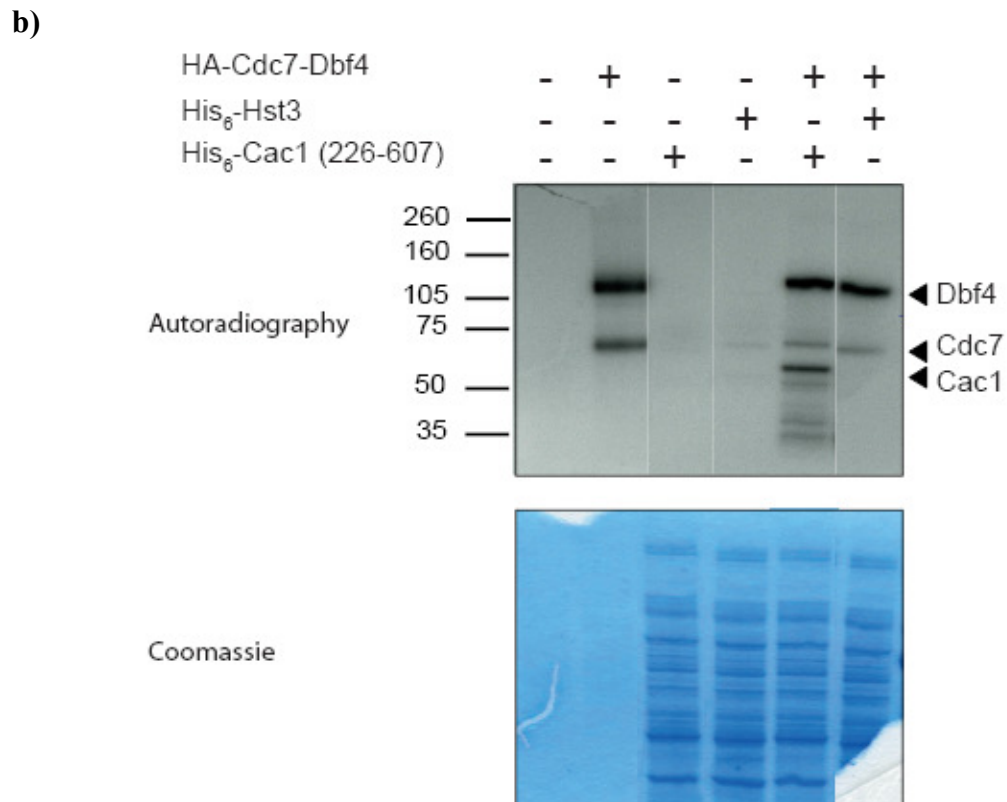 b)
HA-Cdc7-Dbf4 - + - - + +
His6-Hst3 - - - + - +
His6-Cac1 (226-607) - - + - + -
260
160
105
75
50
35
Autoradiography
Dbf4
Cdc7
Cac1
Coomassie